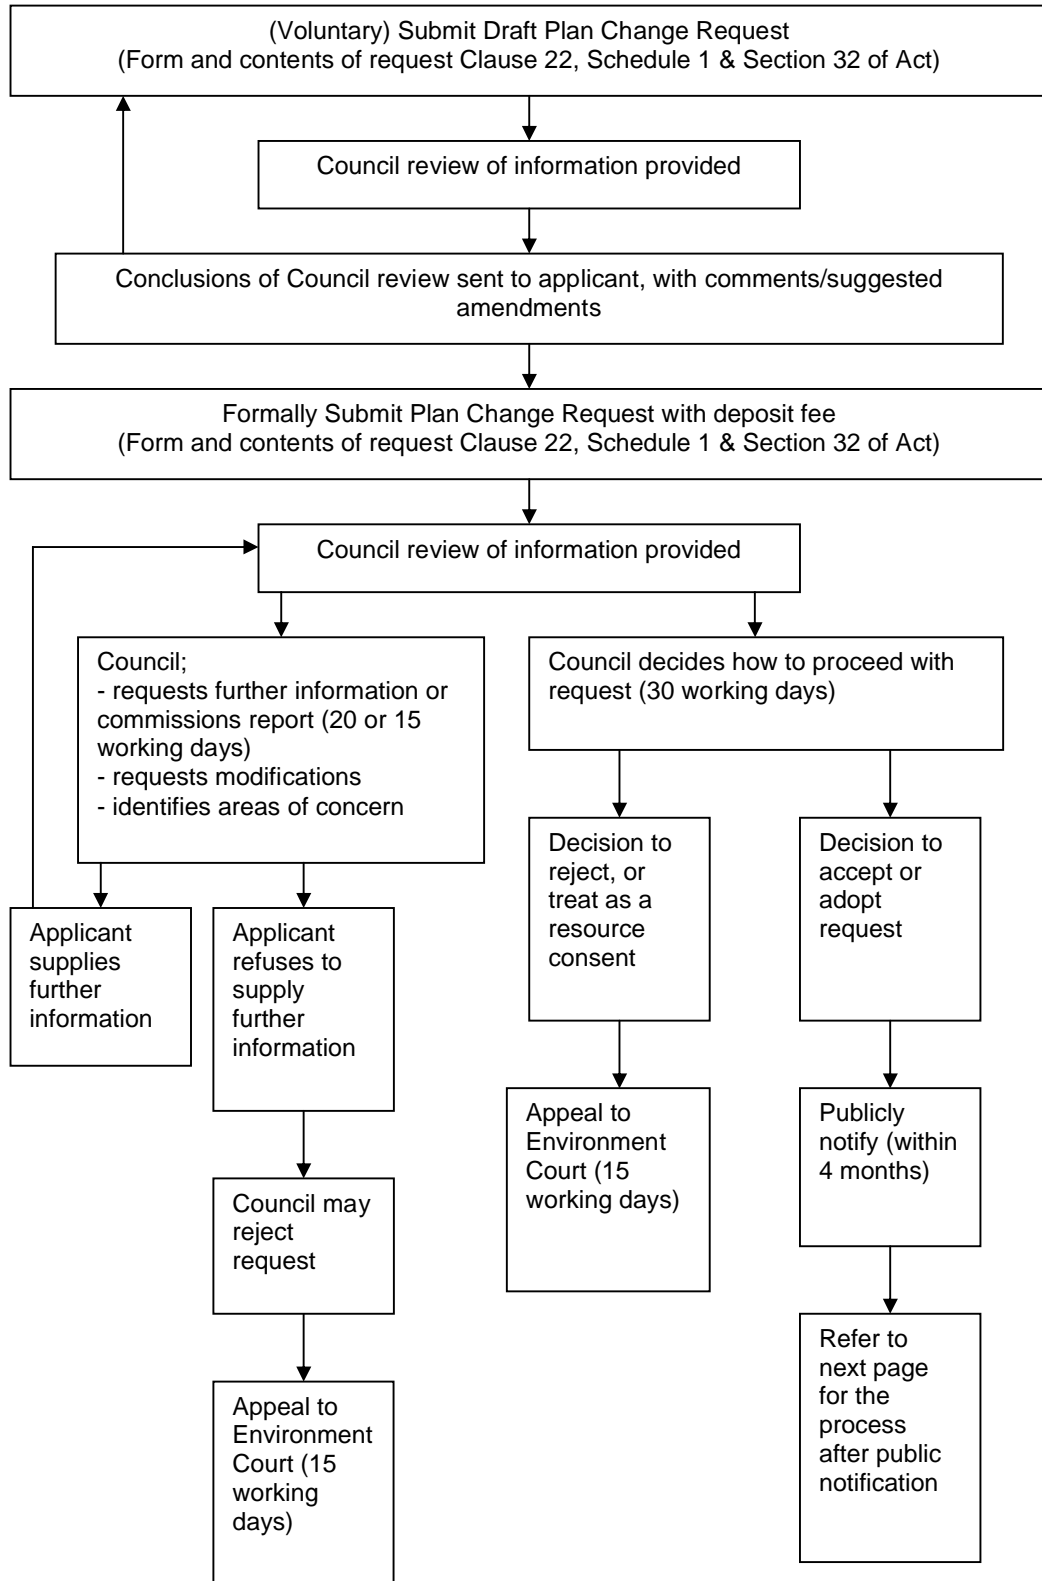 (Voluntary) Submit Draft Plan Change Request
(Form and contents of request Clause 22, Schedule 1 & Section 32 of Act)
Council review of information provided
Conclusions of Council review sent to applicant, with comments/suggested
amendments
Formally Submit Plan Change Request with deposit fee
(Form and contents of request Clause 22, Schedule 1 & Section 32 of Act)
Council review of information provided
Council;
- requests further information or
commissions report (20 or 15
working days)
- requests modifications
- identifies areas of concern
Council decides how to proceed with
request (30 working days)
Applicant
supplies
further
information
Applicant
refuses to
supply
further
information
Decision to
reject, or
treat as a
resource
consent
Decision to
accept or
adopt
request
Council may
reject
request
Appeal to
Environment
Court (15
working days)
Publicly
notify (within
4 months)
Appeal to
Environment
Court (15
working
days)
Refer to
next page
for the
process
after public
notification